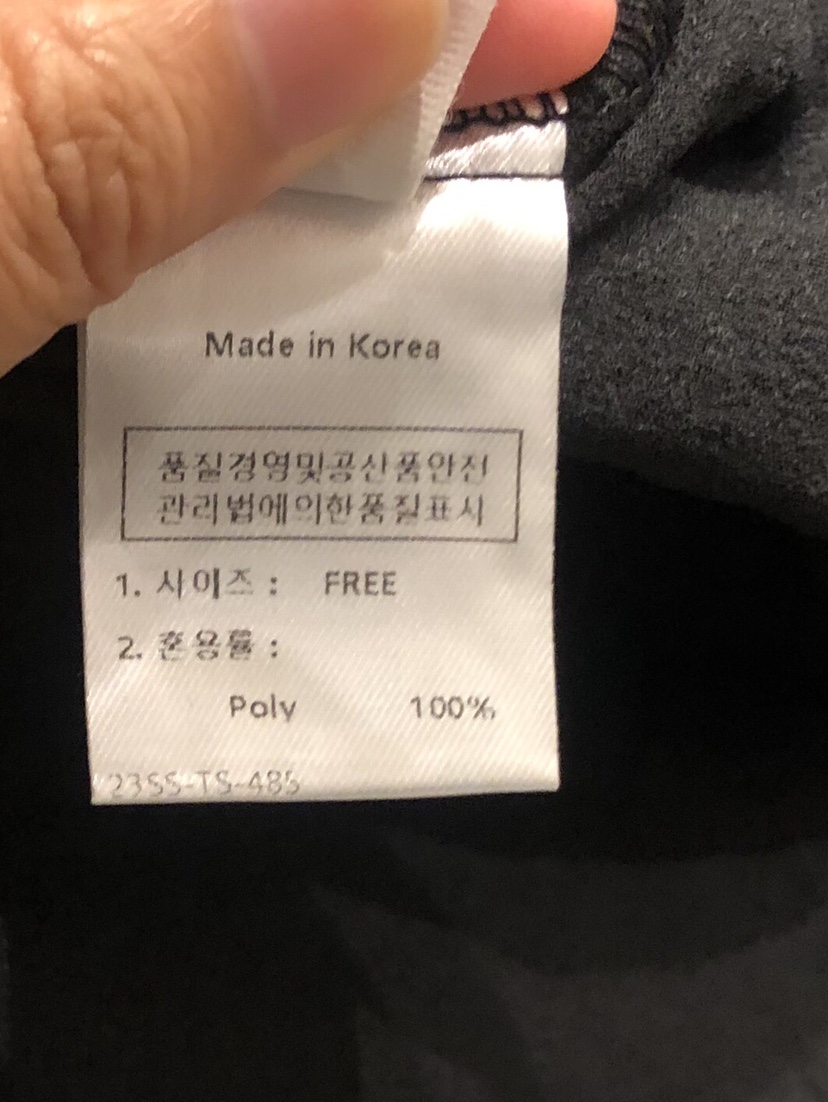 Made in Korea
품질경영및공산품안전
관리법에의한품질표시
1. 사이즈 : FREE
2. 혼용률 :
Poly 100%
23SS-TS-485